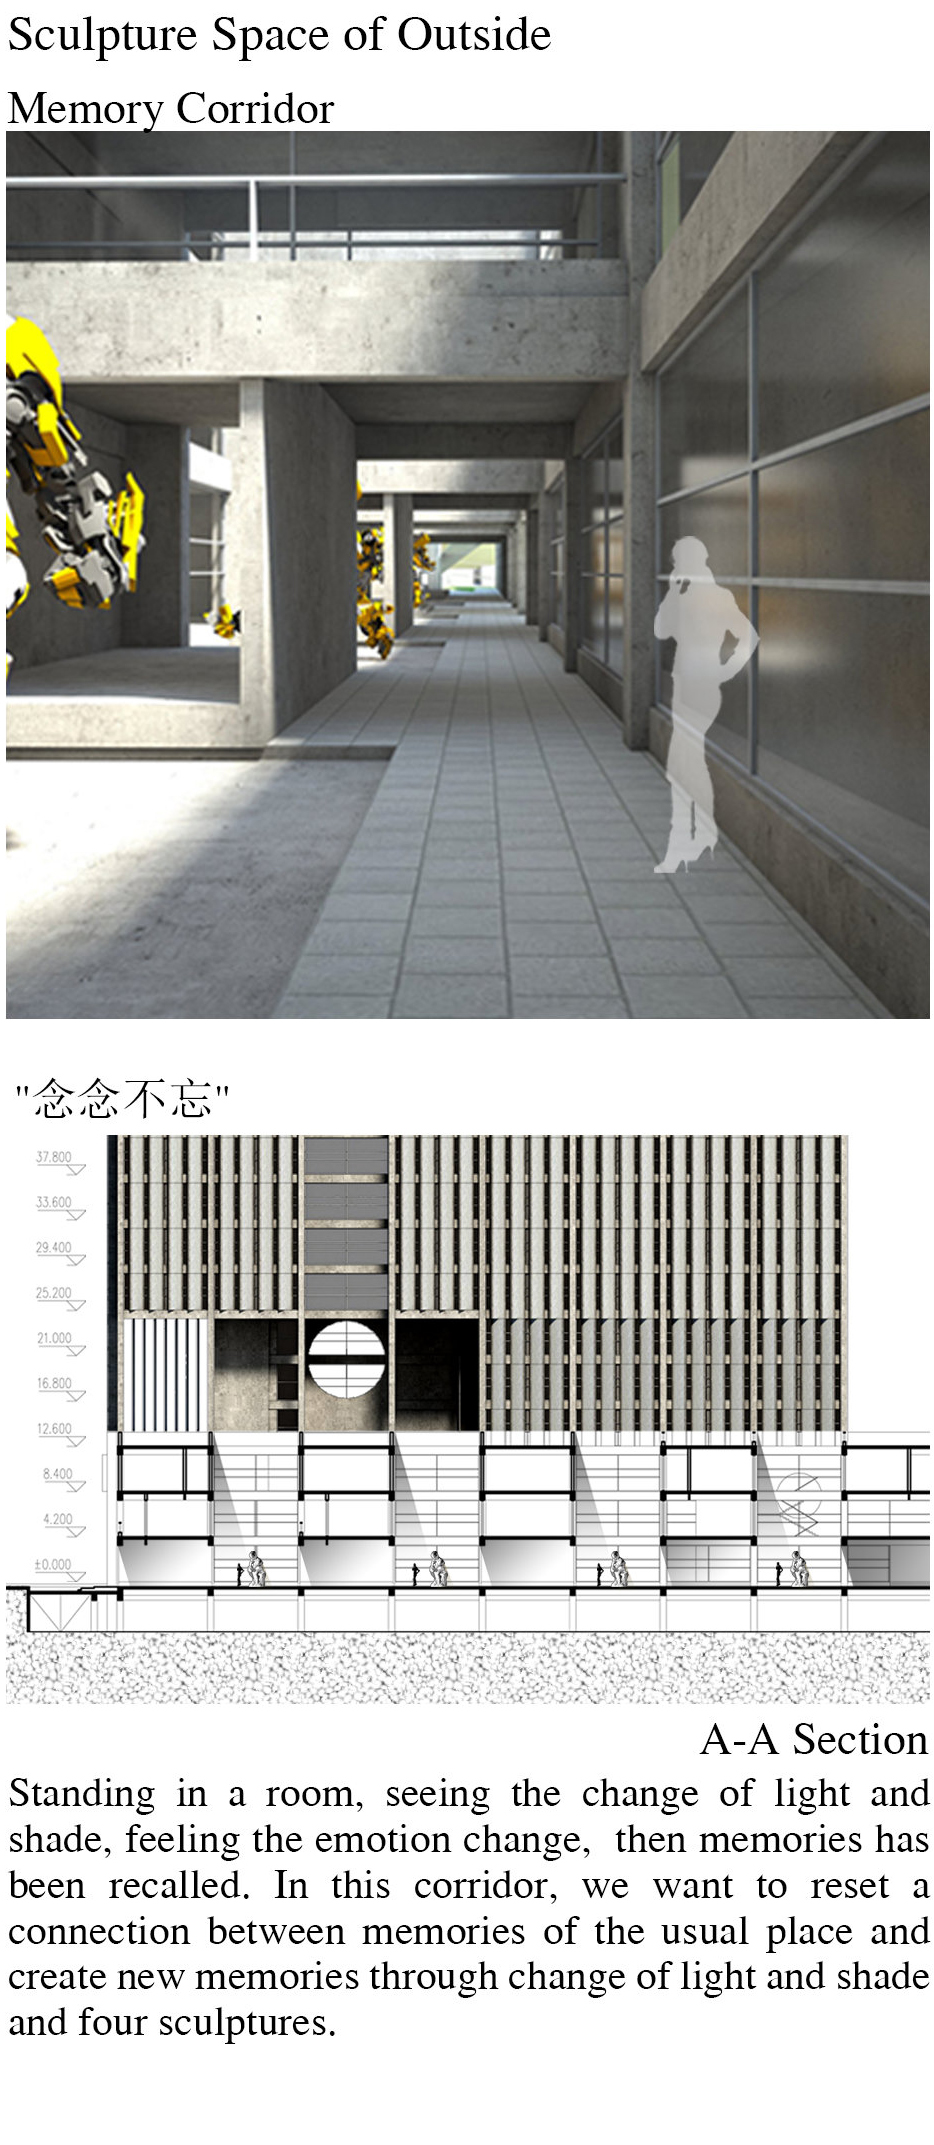 Sculpture Space of Outside
Memory Corridor
"念念不忘"
37.800
33.600
29.400
25.200
21.000
16.800
12.600
8.400
4.200
±0.000
A-A Section
Standing in a room, seeing the change of light and
shade, feeling the emotion change, then memories has
been recalled. In this corridor, we want to reset a
connection between memories of the usual place and
create new memories through change of light and shade
and four sculptures.